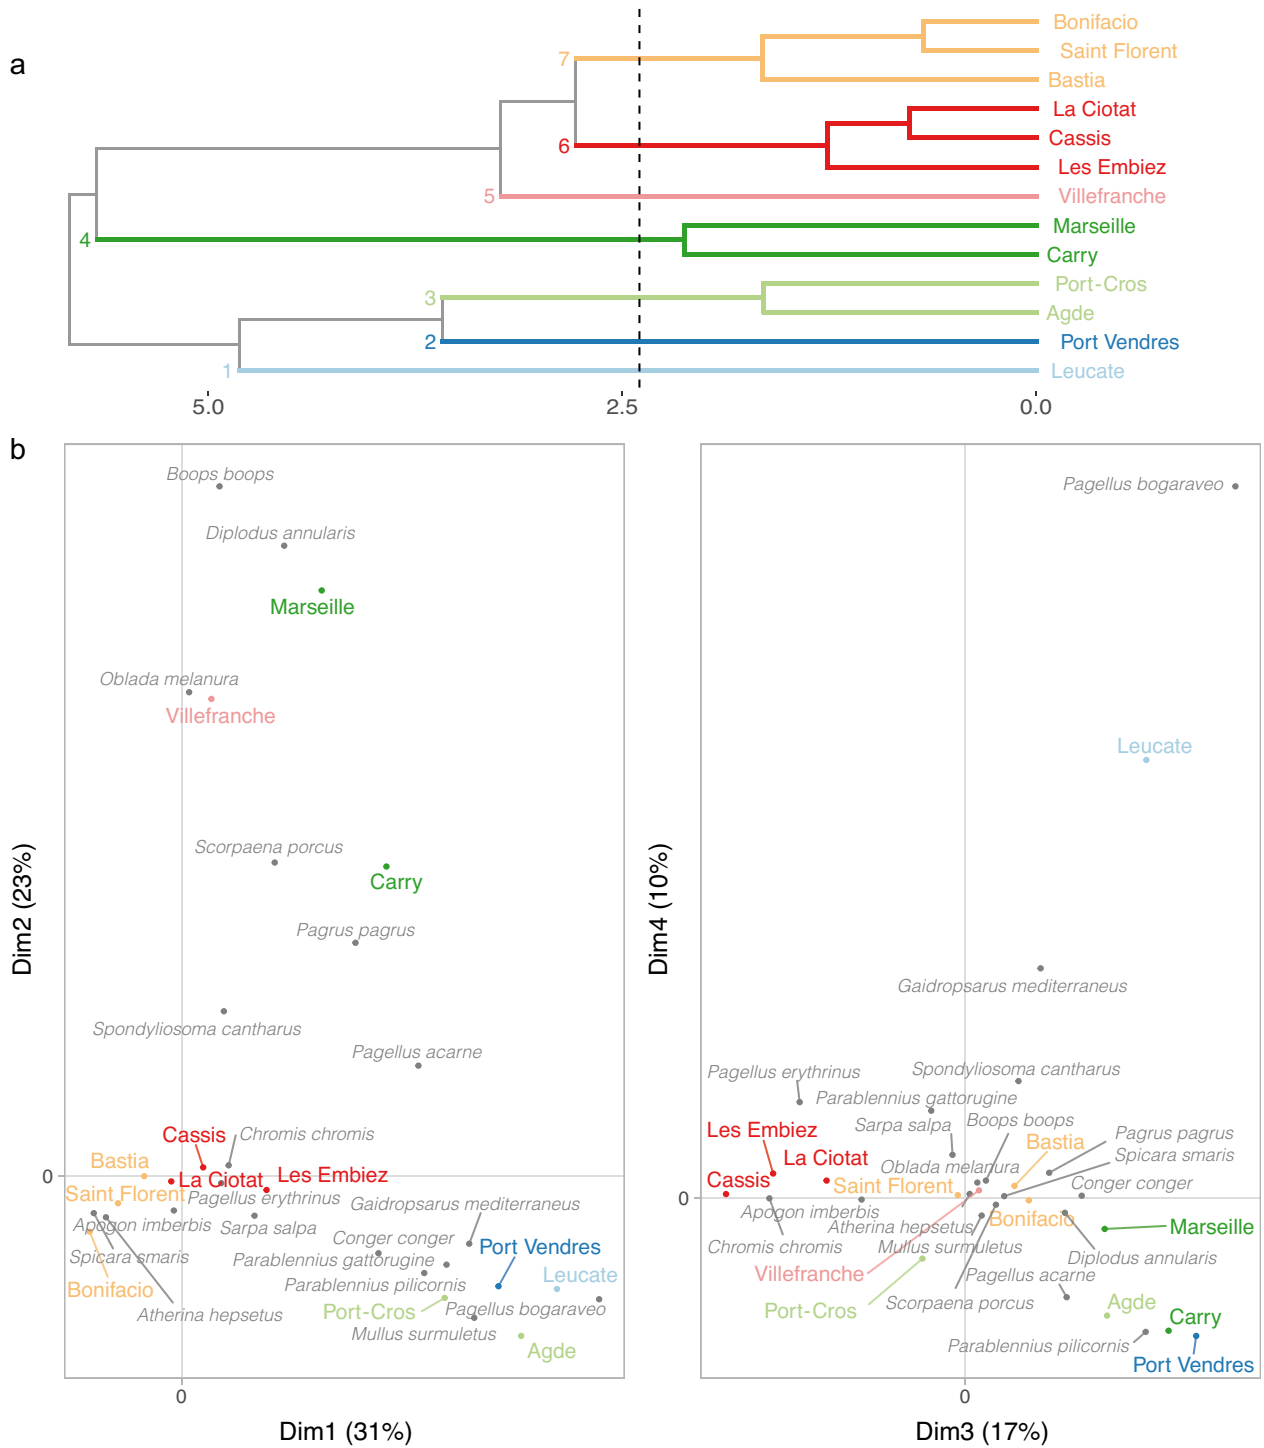 a
Bonifacio
Saint Florent
7
Bastia
La Ciotat
Cassis
6
Les Embiez
5
Villefranche
Marseille
4
Carry
Port-Cros
3
Agde
2
Port Vendres
1
Leucate
5.0
2.5
0.0
b
Boops boops
Diplodus annularis
Marseille
Oblada melanura
Villefranche
Scorpaena porcus
Carry
Pagrus pagrus
Spondyliosoma cantharus
Pagellus acarne
Cassis
Chromis chromis
Bastia
La Ciotat
Les Embiez
Saint Florent
Pagellus erythrinus
Gaidropsarus mediterraneus
Apogon imberbis
Sarpa salpa
Conger conger
Port Vendres
Spicara smaris
Parablennius gattorugine
Leucate
Bonifacio
Parablennius pilicornis
Atherina hepsetus
Port-Cros
Pagellus bogaraveo
Mullus surmuletus
Agde
0
0
Dim2 (23%)
Dim1 (31%)
Pagellus bogaraveo
Leucate
Gaidropsarus mediterraneus
Pagellus erythrinus
Spondyliosoma cantharus
Parablennius gattorugine
Les Embiez
Sarpa salpa
Boops boops
Bastia
Pagrus pagrus
La Ciotat
Oblada melanura
Spicara smaris
Cassis
Saint Florent
Conger conger
Apogon imberbis
Atherina hepsetus
Bonifacio
Marseille
Chromis chromis
Mullus surmuletus
Diplodus annularis
Villefranche
Pagellus acarne
Port-Cros
Scorpaena porcus
Agde
Carry
Parablennius pilicornis
Port Vendres
0
0
Dim4 (10%)
Dim3 (17%)